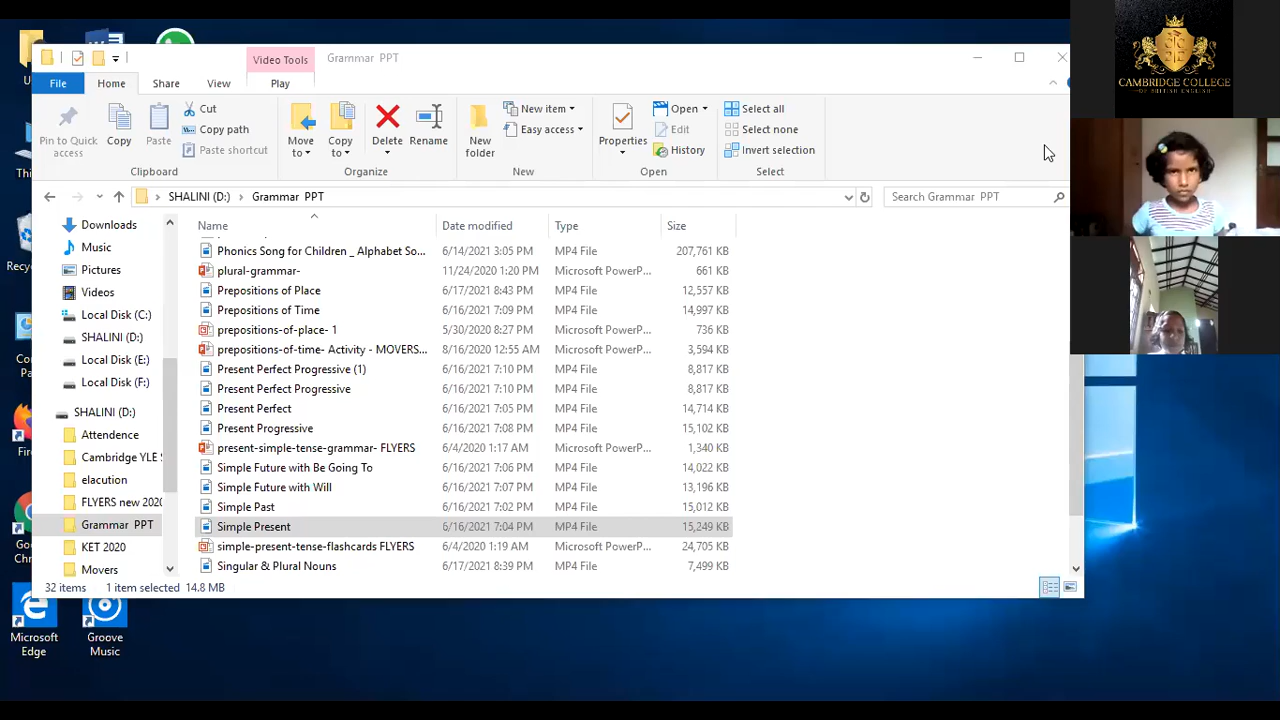 Video Tools
Grammar PPT
File
Home
Share
View
Play
Pin to Quick access
Copy
Paste
Cut
Copy path
Paste shortcut
Clipboard
Move to
Copy to
Delete
Rename
Organize
New folder
New item
Easy access
New
Properties
Open
Edit
History
Open
Select all
Select none
Invert selection
Select
SHALINI (D:) > Grammar PPT
Search Grammar PPT
Name Date modified Type Size
Downloads
Music
Pictures
Videos
Local Disk (C:)
SHALINI (D:)
Local Disk (E:)
Local Disk (F:)
SHALINI (D:)
Attendence
Cambridge YLE
elacution
FLYERS new 2020
Grammar PPT
KET 2020
Movers
Phonics Song for Children _ Alphabet So... 6/14/2021 3:05 PM MP4 File 207,761 KB
plural-grammar- 11/24/2020 1:20 PM Microsoft PowerP... 661 KB
Prepositions of Place 6/17/2021 8:43 PM MP4 File 12,557 KB
Prepositions of Time 6/16/2021 7:09 PM MP4 File 14,997 KB
prepositions-of-place- 1 5/30/2020 8:27 PM Microsoft PowerP... 736 KB
prepositions-of-time- Activity - MOVERS... 8/16/2020 12:55 AM Microsoft PowerP... 3,594 KB
Present Perfect Progressive (1) 6/16/2021 7:10 PM MP4 File 8,817 KB
Present Perfect Progressive 6/16/2021 7:10 PM MP4 File 8,817 KB
Present Perfect 6/16/2021 7:05 PM MP4 File 14,714 KB
Present Progressive 6/16/2021 7:08 PM MP4 File 15,102 KB
present-simple-tense-grammar- FLYERS 6/4/2020 1:17 AM Microsoft PowerP... 1,340 KB
Simple Future with Be Going To 6/16/2021 7:06 PM MP4 File 14,022 KB
Simple Future with Will 6/16/2021 7:07 PM MP4 File 13,196 KB
Simple Past 6/16/2021 7:02 PM MP4 File 15,012 KB
Simple Present 6/16/2021 7:04 PM MP4 File 15,249 KB
simple-present-tense-flashcards FLYERS 6/4/2020 1:19 AM Microsoft PowerP... 24,705 KB
Singular & Plural Nouns 6/17/2021 8:39 PM MP4 File 7,499 KB
32 items 1 item selected 14.8 MB
Microsoft Edge
Groove Music
CAMBRIDGE COLLEGE
OF BRITISH ENGLISH